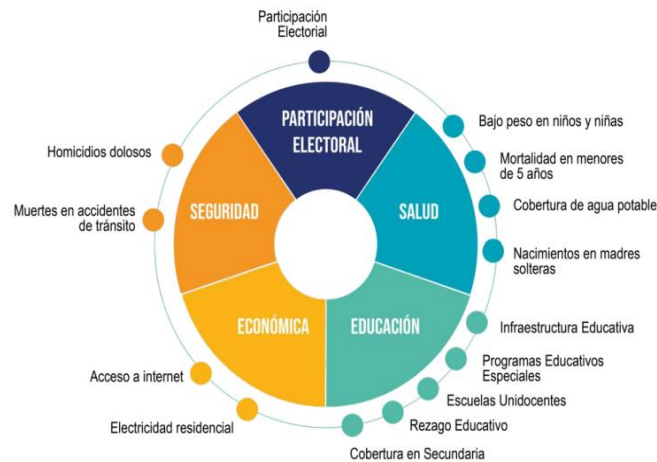 Participación
Electorial
PARTICIPACIÓN
ELECTORAL
SALUD
EDUCACIÓN
ECONÓMICA
SEGURIDAD
Bajo peso en niños y niñas
Mortalidad en menores
de 5 años
Cobertura de agua potable
Nacimientos en madres
solteras
Infraestructura Educativa
Programas Educativos
Especiales
Escuelas Unidocentes
Rezago Educativo
Cobertura en Secundaria
Electricidad residencial
Acceso a internet
Muertes en accidentes
de tránsito
Homicidios dolosos